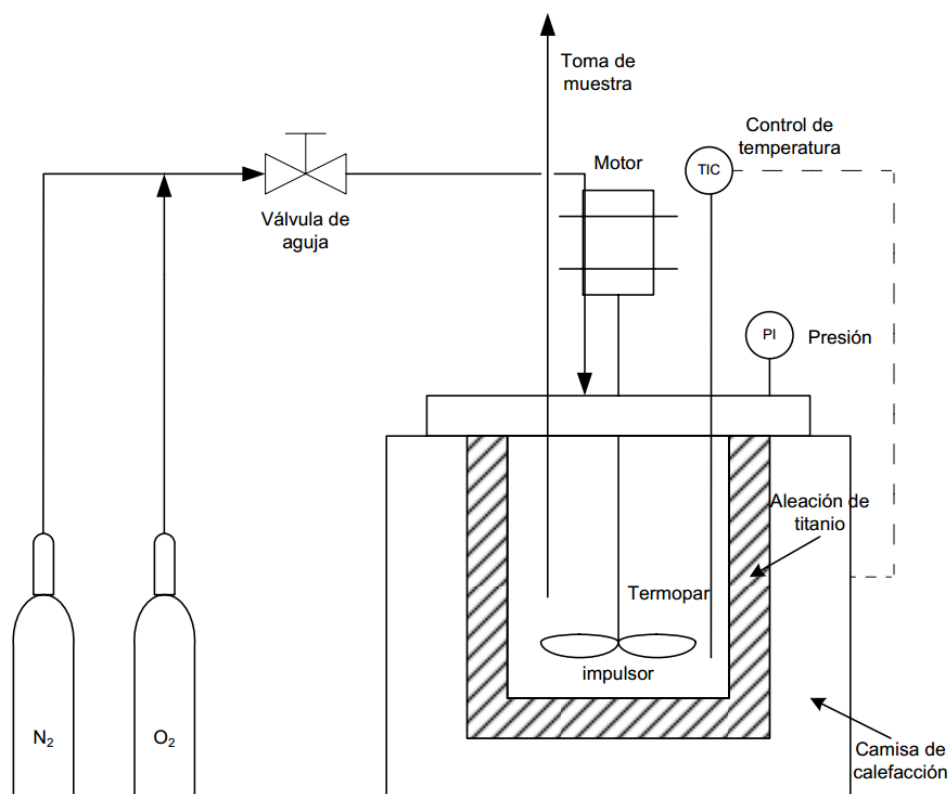 Toma de
muestra
Control de
temperatura
Motor
TIC
Válvula de
aguja
PI
Presión
Aleación de
titanio
Termopar
impulsor
N₂
O₂
Camisa de
calefacción